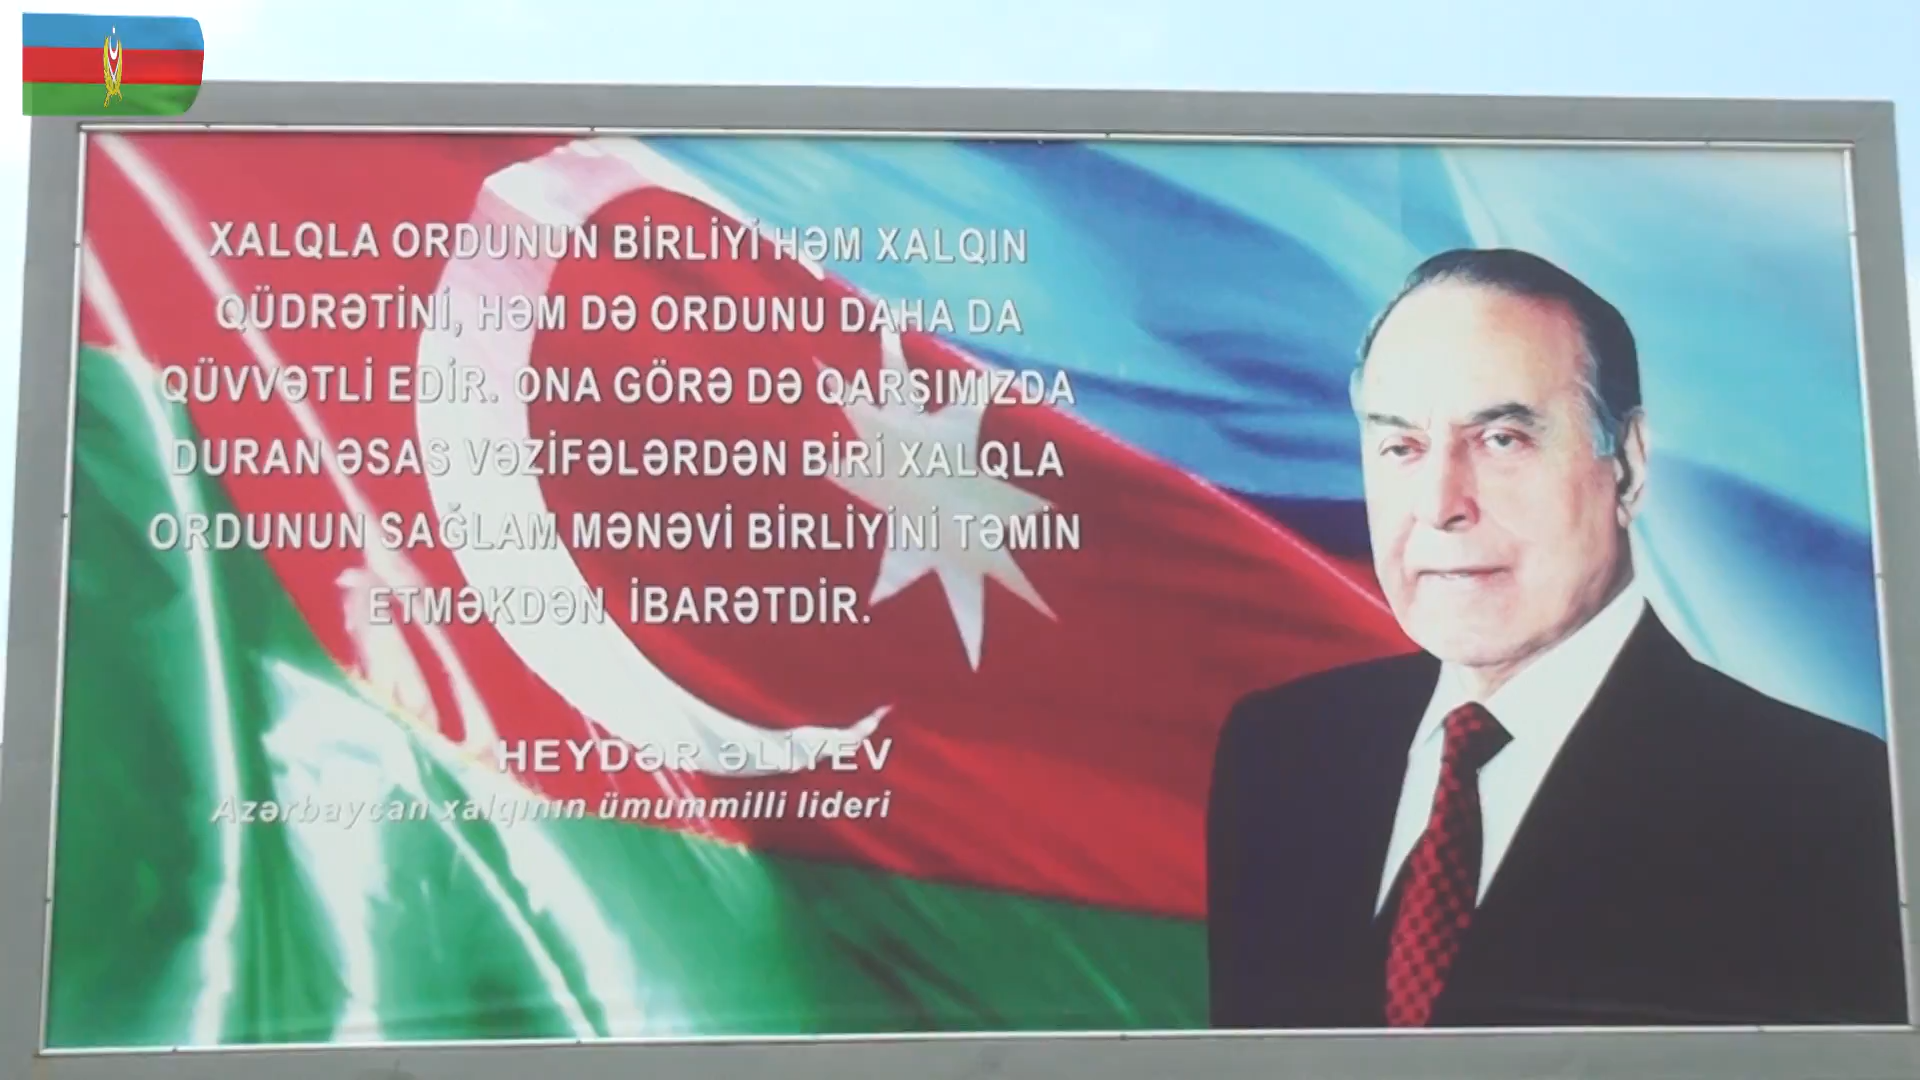 XALQLA ORDUNUN BİRLİYİ HƏM XALQIN
QÜDRƏTİNİ, HƏM DƏ ORDUNU DAHA DA
QÜVVƏTLİ EDİR. ONA GÖRƏ DƏ QARŞIMIZDA
DURAN ƏSAS VƏZİFƏLƏRDƏN BİRİ XALQLA
ORDUNUN SAĞLAM MƏNƏVİ BİRLİYİNİ TƏMİN
ETMƏKDƏN İBARƏTDİR.
HEYDƏR ƏLİYEV
Azərbaycan xalqının ümummilli lideri